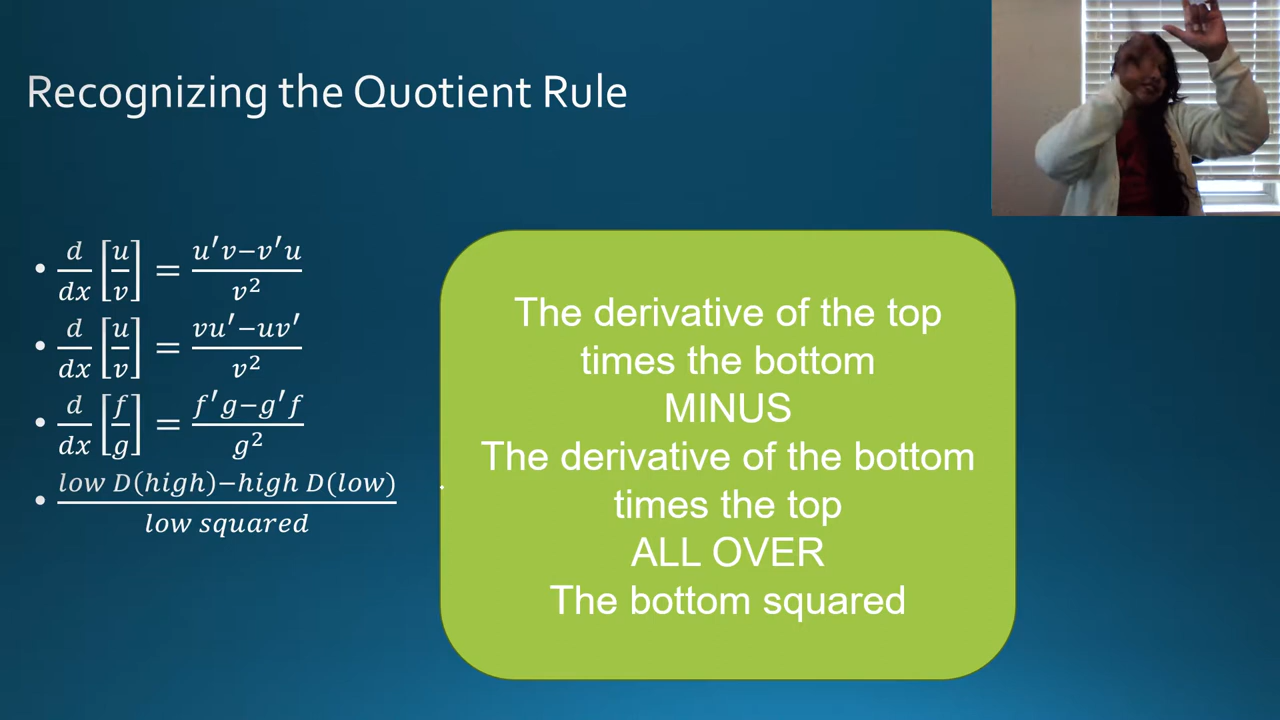 Recognizing the Quotient Rule
• d/dx [u/v] = u′v−v′u / v²
• d/dx [u/v] = vu′−uv′ / v²
• d/dx [f/g] = f′g−g′f / g²
• low D(high)−high D(low) / low squared
The derivative of the top
times the bottom
MINUS
The derivative of the bottom
times the top
ALL OVER
The bottom squared